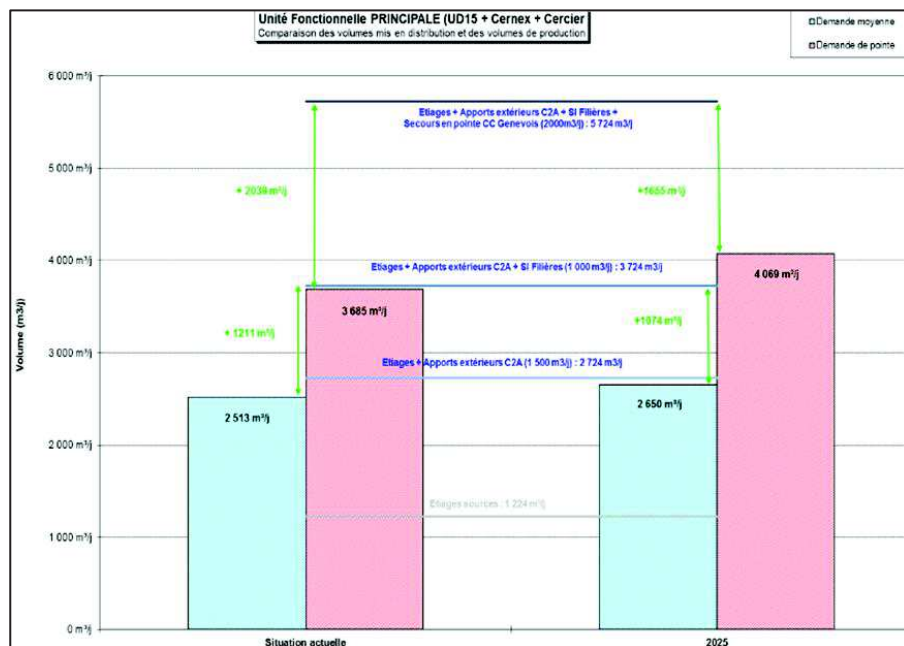 Unité Fonctionnelle PRINCIPALE (UD15 + Cernex + Cercier
Comparaison des volumes mis en distribution et des volumes de production
Demande moyenne
Demande de pointe
Volume (m3/j)
6 000 m³/j
5 000 m³/j
4 000 m³/j
3 000 m³/j
2 000 m³/j
1 000 m³/j
0 m³/j
Etiages + Apports extérieurs C2A + SI Filières +
Secours en pointe CC Genevois (2000m3/j) : 5 724 m3/j
+ 2039 m³/j
+1655 m³/j
Etiages + Apports extérieurs C2A + SI Filières (1 000 m3/j) : 3 724 m3/j
4 069 m³/j
3 685 m³/j
+ 1211 m³/j
+1074 m³/j
Etiages + Apports extérieurs C2A (1 500 m3/j) : 2 724 m3/j
2 513 m³/j
2 650 m³/j
Etiages sources : 1 224 m³/j
Situation actuelle
2025